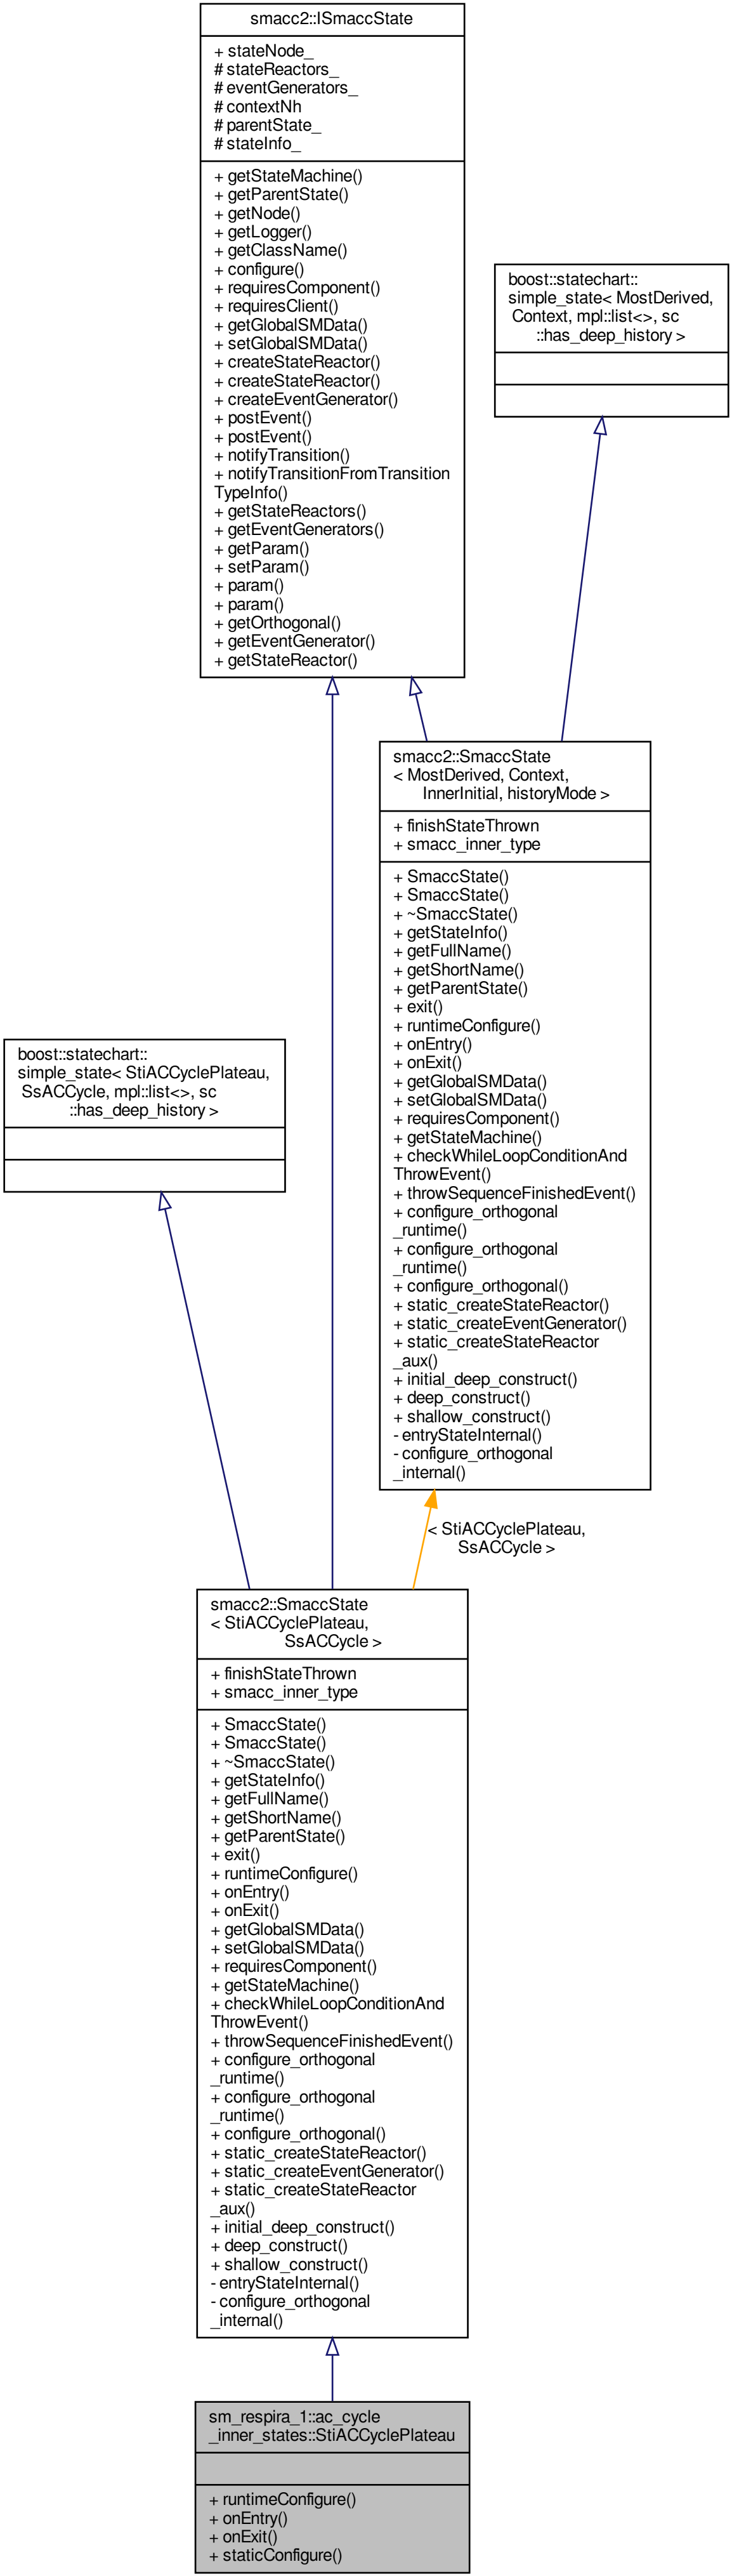 smacc2::ISmaccState
+ stateNode_
# stateReactors_
# eventGenerators_
# contextNh
# parentState_
# stateInfo_
+ getStateMachine()
+ getParentState()
+ getNode()
+ getLogger()
+ getClassName()
+ configure()
+ requiresComponent()
+ requiresClient()
+ getGlobalSMData()
+ setGlobalSMData()
+ createStateReactor()
+ createStateReactor()
+ createEventGenerator()
+ postEvent()
+ postEvent()
+ notifyTransition()
+ notifyTransitionFromTransition
TypeInfo()
+ getStateReactors()
+ getEventGenerators()
+ getParam()
+ setParam()
+ param()
+ param()
+ getOrthogonal()
+ getEventGenerator()
+ getStateReactor()
boost::statechart::
simple_state< MostDerived,
Context, mpl::list<>, sc
::has_deep_history >
smacc2::SmaccState
< MostDerived, Context,
InnerInitial, historyMode >
+ finishStateThrown
+ smacc_inner_type
+ SmaccState()
+ SmaccState()
+ ~SmaccState()
+ getStateInfo()
+ getFullName()
+ getShortName()
+ getParentState()
+ exit()
+ runtimeConfigure()
+ onEntry()
+ onExit()
+ getGlobalSMData()
+ setGlobalSMData()
+ requiresComponent()
+ getStateMachine()
+ checkWhileLoopConditionAnd
ThrowEvent()
+ throwSequenceFinishedEvent()
+ configure_orthogonal
_runtime()
+ configure_orthogonal
_runtime()
+ configure_orthogonal()
+ static_createStateReactor()
+ static_createEventGenerator()
+ static_createStateReactor
_aux()
+ initial_deep_construct()
+ deep_construct()
+ shallow_construct()
- entryStateInternal()
- configure_orthogonal
_internal()
boost::statechart::
simple_state< StiACCyclePlateau,
SsACCycle, mpl::list<>, sc
::has_deep_history >
< StiACCyclePlateau,
SsACCycle >
smacc2::SmaccState
< StiACCyclePlateau,
SsACCycle >
+ finishStateThrown
+ smacc_inner_type
+ SmaccState()
+ SmaccState()
+ ~SmaccState()
+ getStateInfo()
+ getFullName()
+ getShortName()
+ getParentState()
+ exit()
+ runtimeConfigure()
+ onEntry()
+ onExit()
+ getGlobalSMData()
+ setGlobalSMData()
+ requiresComponent()
+ getStateMachine()
+ checkWhileLoopConditionAnd
ThrowEvent()
+ throwSequenceFinishedEvent()
+ configure_orthogonal
_runtime()
+ configure_orthogonal
_runtime()
+ configure_orthogonal()
+ static_createStateReactor()
+ static_createEventGenerator()
+ static_createStateReactor
_aux()
+ initial_deep_construct()
+ deep_construct()
+ shallow_construct()
- entryStateInternal()
- configure_orthogonal
_internal()
sm_respira_1::ac_cycle
_inner_states::StiACCyclePlateau
+ runtimeConfigure()
+ onEntry()
+ onExit()
+ staticConfigure()